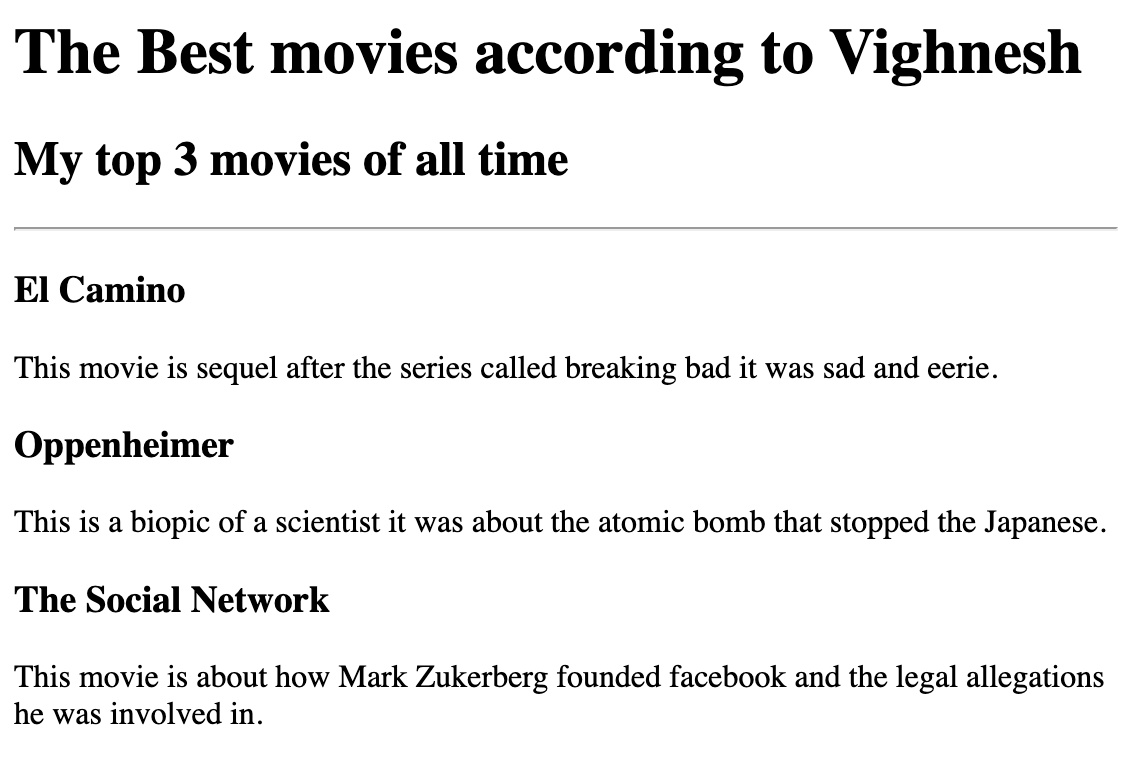 The Best movies according to Vighnesh
My top 3 movies of all time
El Camino
This movie is sequel after the series called breaking bad it was sad and eerie.
Oppenheimer
This is a biopic of a scientist it was about the atomic bomb that stopped the Japanese.
The Social Network
This movie is about how Mark Zukerberg founded facebook and the legal allegations
he was involved in.